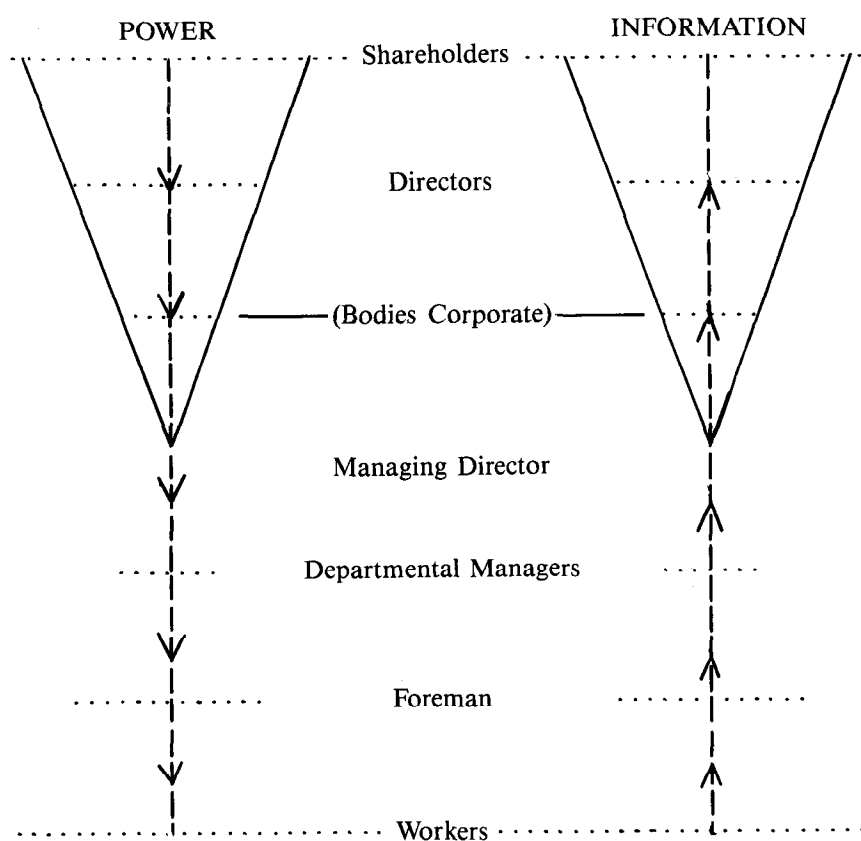 POWER
INFORMATION
Shareholders
Directors
(Bodies Corporate)
Managing Director
Departmental Managers
Foreman
Workers